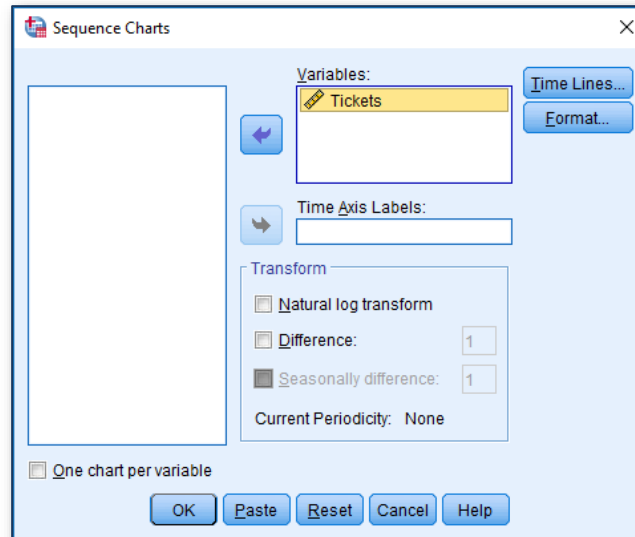 Sequence Charts
Variables:
Tickets
Time Lines...
Format...
Time Axis Labels:
Transform
Natural log transform
Difference: 1
Seasonally difference: 1
Current Periodicity: None
One chart per variable
OK Paste Reset Cancel Help